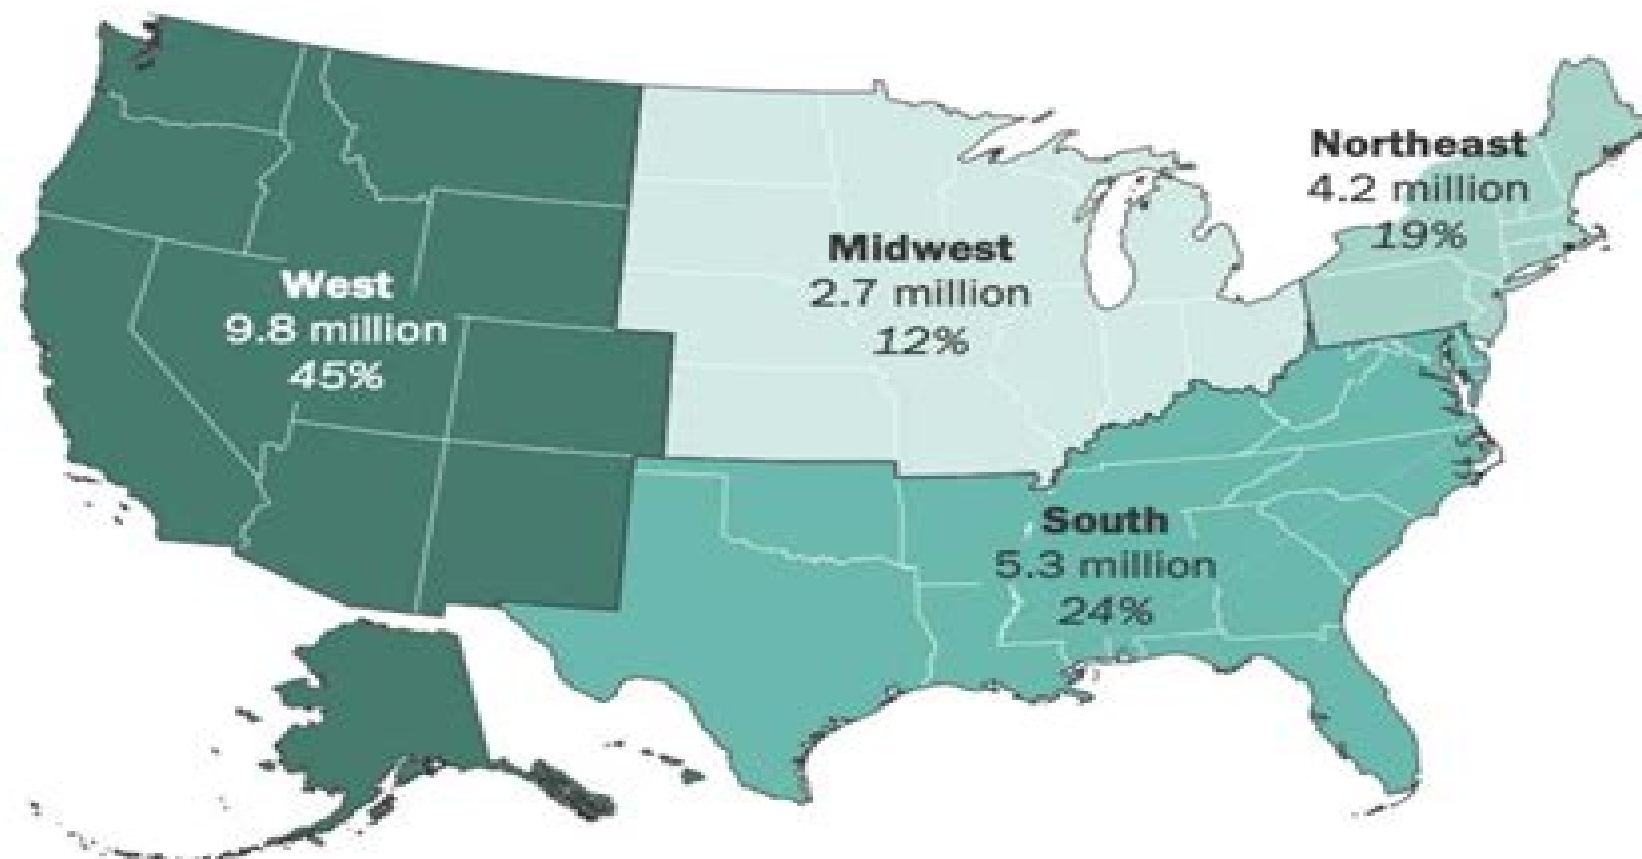 Northeast
4.2 million
19%
Midwest
2.7 million
12%
West
9.8 million
45%
South
5.3 million
24%